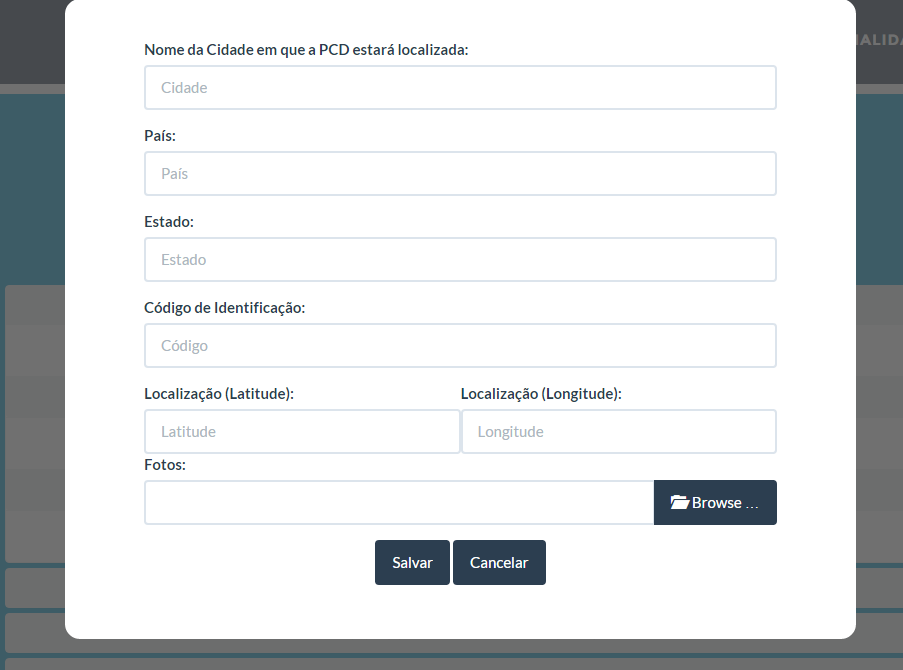 Nome da Cidade em que a PCD estará localizada:
Cidade
País:
País
Estado:
Estado
Código de Identificação:
Código
Localização (Latitude): Localização (Longitude):
Latitude Longitude
Fotos:
Browse ...
Salvar Cancelar